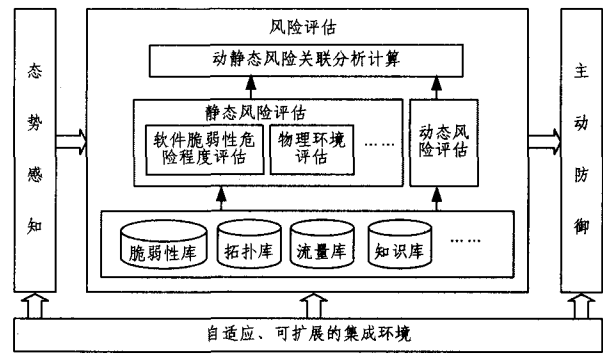 风险评估
动静态风险关联分析计算
态势感知
静态风险评估
软件脆弱性危
险程度评估
物理环境
评估
……
动态风
险评估
主动防御
脆弱性库
拓扑库
流量库
知识库
……
自适应、可扩展的集成环境